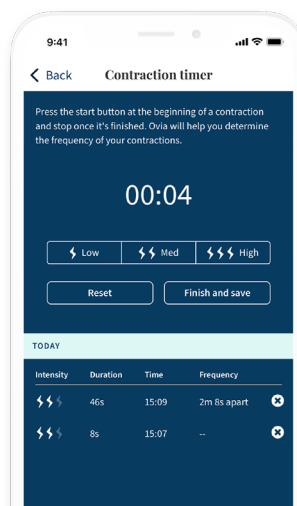 9:41
Back Contraction timer
Press the start button at the beginning of a contraction
and stop once it's finished. Ovia will help you determine
the frequency of your contractions.
00:04
Low Med High
Reset Finish and save
TODAY
Intensity Duration Time Frequency
46s 15:09 2m 8s apart
8s 15:07 --